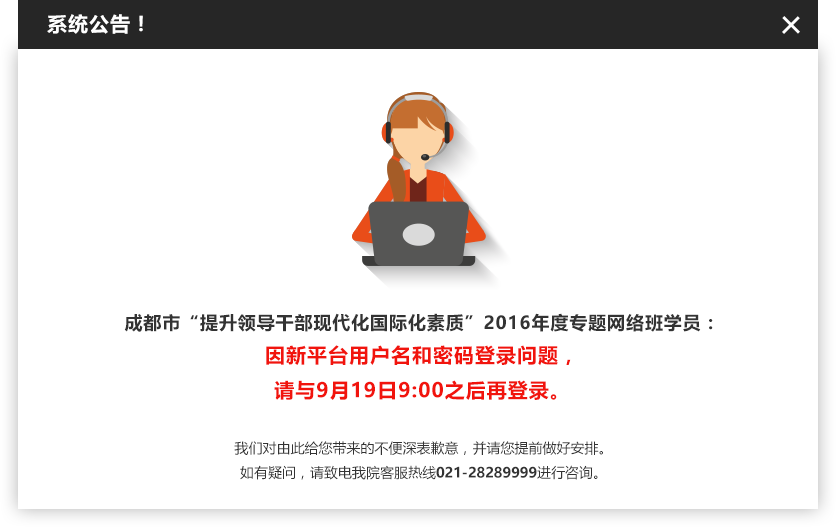 系统公告！
成都市“提升领导干部现代化国际化素质”2016年度专题网络班学员：
因新平台用户名和密码登录问题，
请与9月19日9:00之后再登录。
我们对由此给您带来的不便深表歉意，并请您提前做好安排。
如有疑问，请致电我院客服热线021-28289999进行咨询。